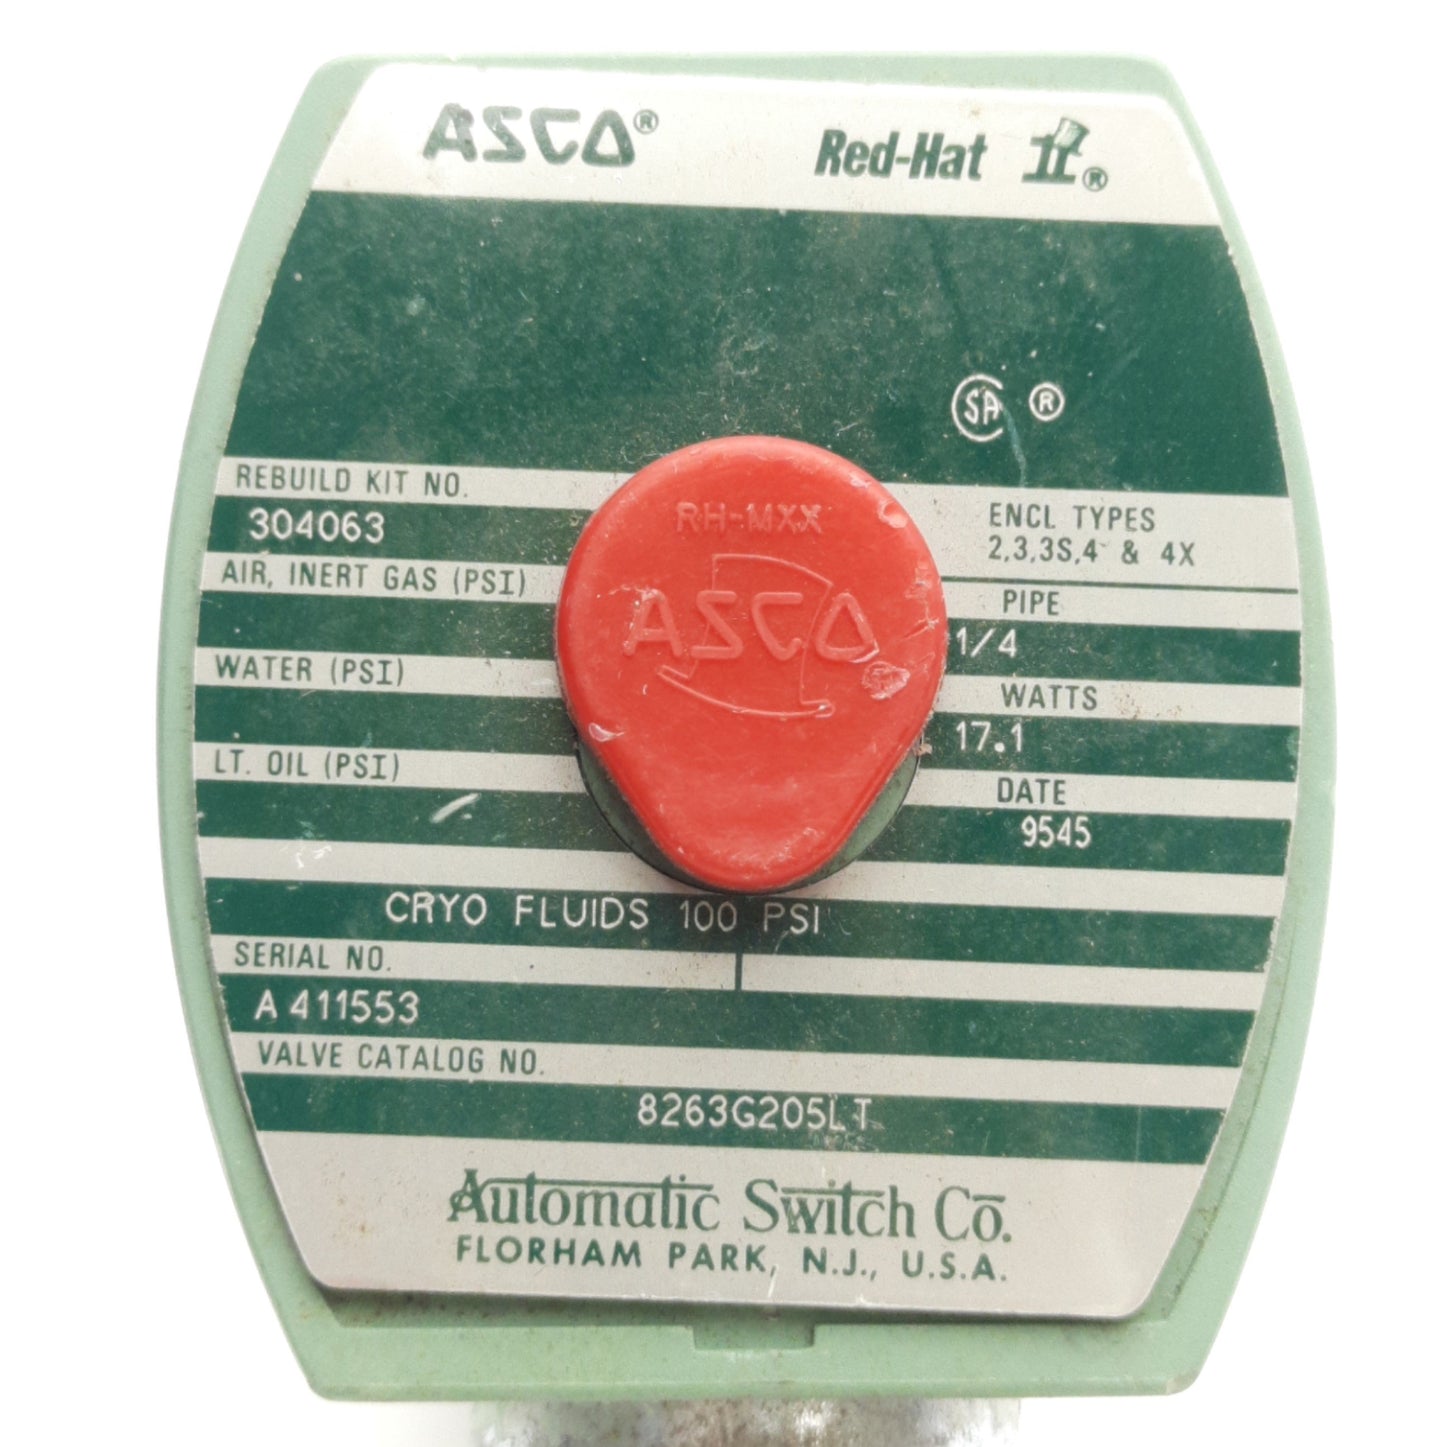 ASCO®
Red-Hat II®
SA ®
REBUILD KIT NO.
304063
AIR, INERT GAS (PSI)
WATER (PSI)
LT. OIL (PSI)
RH-MXX
ASCO
ENCL TYPES
2,3,3S,4 & 4X
PIPE
1/4
WATTS
17.1
DATE
9545
CRYO FLUIDS 100 PSI
SERIAL NO.
A 411553
VALVE CATALOG NO.
8263G205LT
Automatic Switch Co.
FLORHAM PARK, N.J., U.S.A.